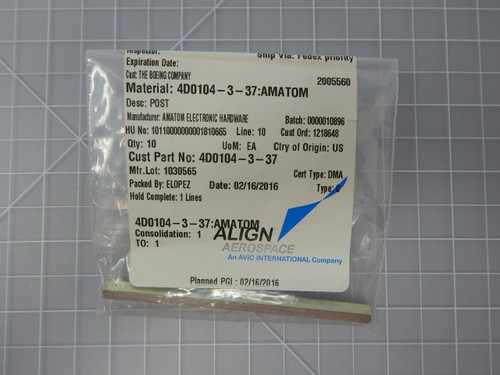 Inspector: Ship Via: Fedex priority
Expiration Date:
Cust: THE BOEING COMPANY 2005560
Material: 4D0104-3-37:AMATOM
Desc: POST
Manufacturer: AMATOM ELECTRONIC HARDWARE Batch: 0000010896
HU No: 10110000000001810665 Line: 10 Cust Ord: 1218648
Qty: 10 UoM: EA Ctry of Origin: US
Cust Part No: 4D0104-3-37
Mfr.Lot: 1030565 Cert Type: DMA
Packed By: ELOPEZ Date: 02/16/2016 Type: C
Hold Complete: 1 Lines
4D0104-3-37:AMATOM
Consolidation: 1
TO: 1
ALIGN
AEROSPACE
An AVIC INTERNATIONAL Company
Planned PGI.: 02/16/2016